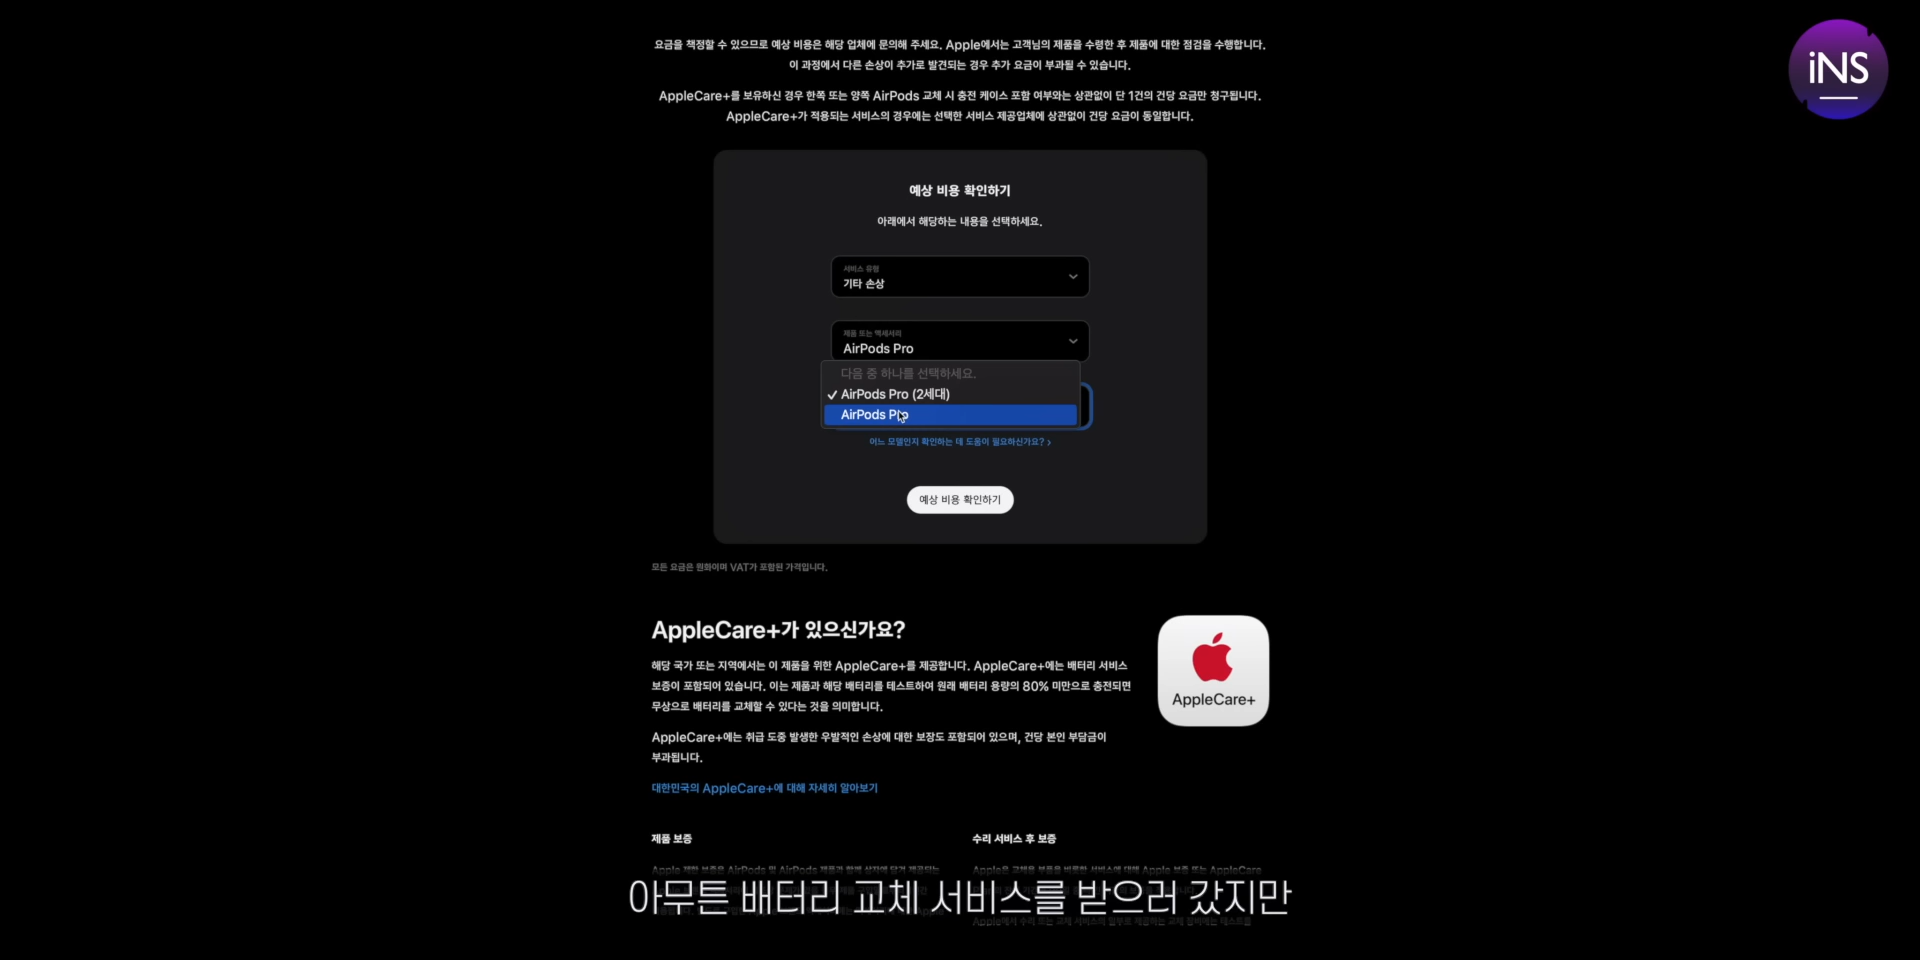 요금을 책정할 수 있으므로 예상 비용은 해당 업체에 문의해 주세요. Apple에서는 고객님의 제품을 수령한 후 제품에 대한 점검을 수행합니다.
이 과정에서 다른 손상이 추가로 발견되는 경우 추가 요금이 부과될 수 있습니다.
AppleCare+를 보유하신 경우 한쪽 또는 양쪽 AirPods 교체 시 충전 케이스 포함 여부와는 상관없이 단 1건의 건당 요금만 청구됩니다.
AppleCare+가 적용되는 서비스의 경우에는 선택한 서비스 제공업체에 상관없이 건당 요금이 동일합니다.
iNS
예상 비용 확인하기
아래에서 해당하는 내용을 선택하세요.
서비스 유형
기타 손상
제품 또는 액세서리
AirPods Pro
다음 중 하나를 선택하세요.
✓ AirPods Pro (2세대)
AirPods Pro
어느 모델인지 확인하는 데 도움이 필요하신가요? >
예상 비용 확인하기
모든 요금은 원화이며 VAT가 포함된 가격입니다.
AppleCare+가 있으신가요?
해당 국가 또는 지역에서는 이 제품을 위한 AppleCare+를 제공합니다. AppleCare+에는 배터리 서비스
보증이 포함되어 있습니다. 이는 제품과 해당 배터리를 테스트하여 원래 배터리 용량의 80% 미만으로 충전되면
무상으로 배터리를 교체할 수 있다는 것을 의미합니다.
AppleCare+
AppleCare+에는 취급 도중 발생한 우발적인 손상에 대한 보장도 포함되어 있으며, 건당 본인 부담금이
부과됩니다.
대한민국의 AppleCare+에 대해 자세히 알아보기
제품 보증
수리 서비스 후 보증
아무튼 배터리 교체 서비스를 받으러 갔지만